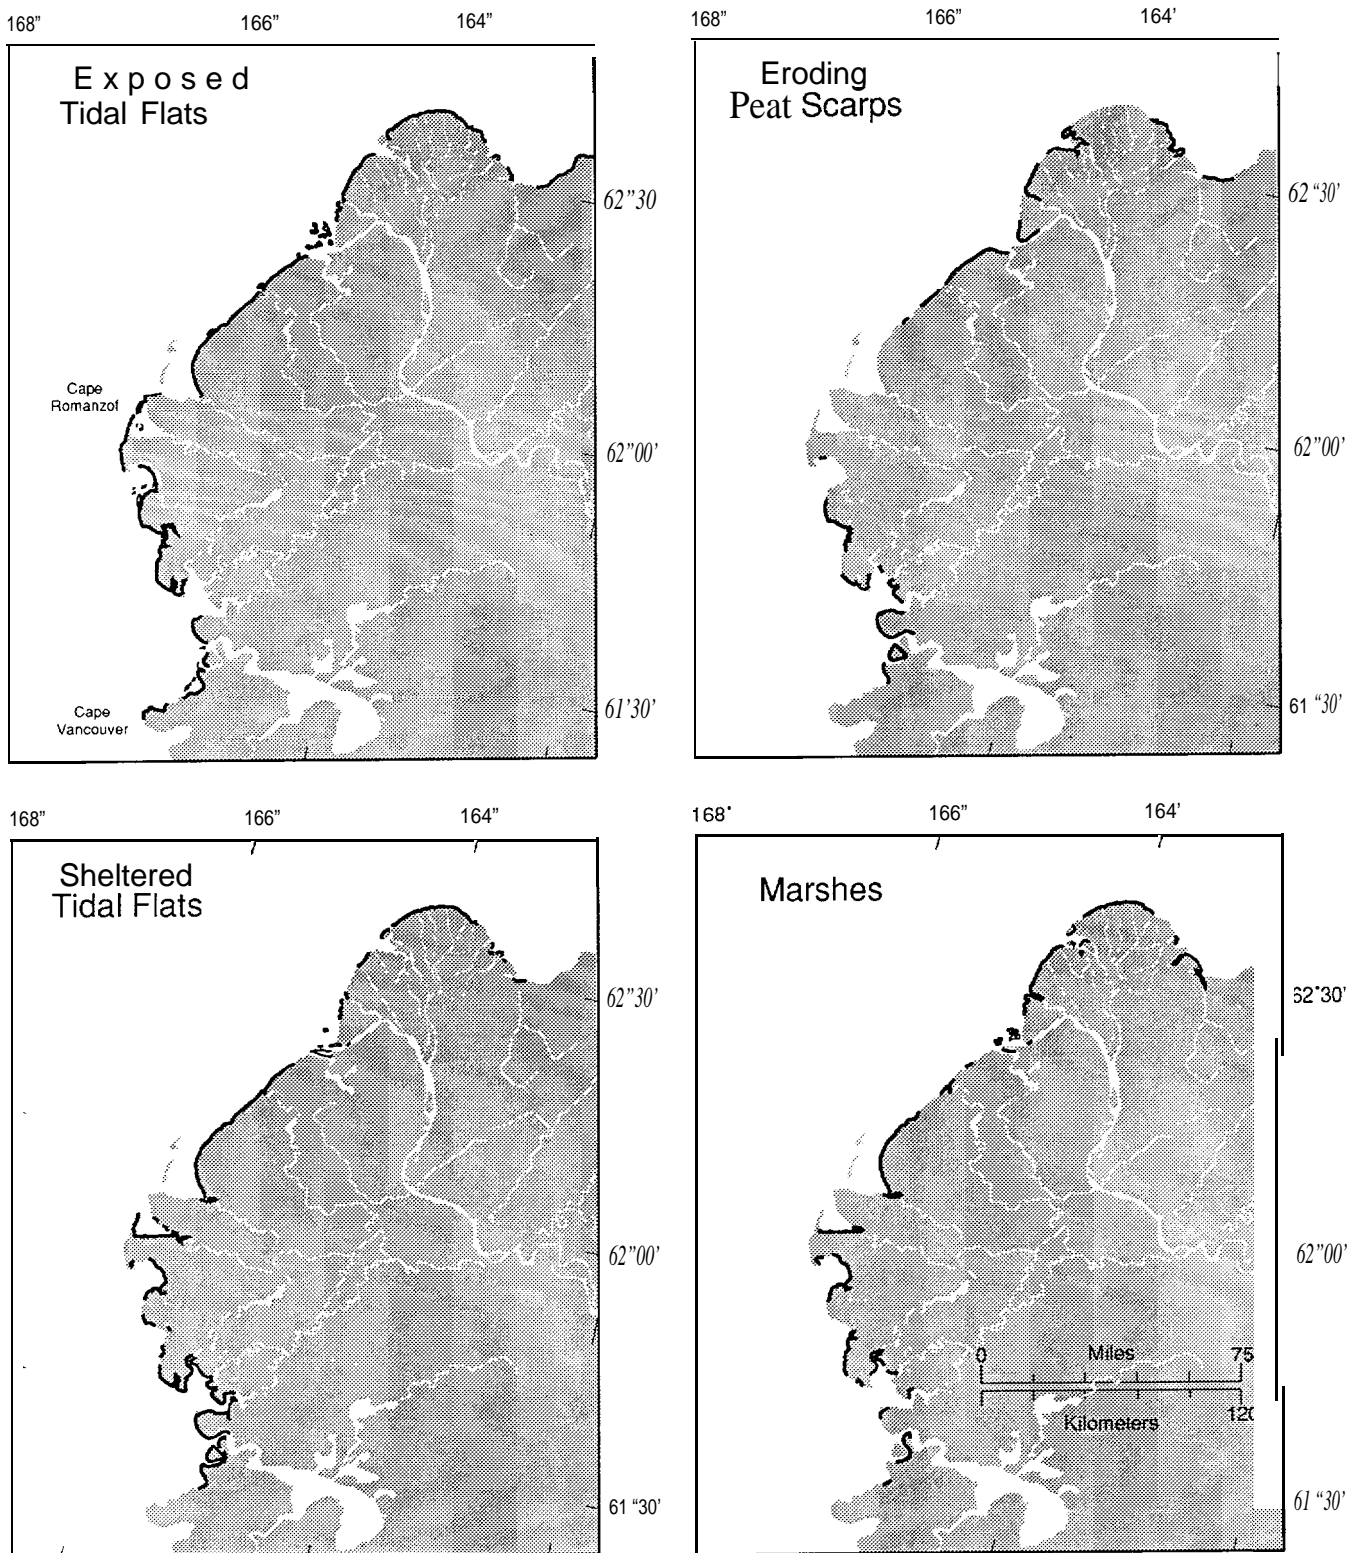 168”
166”
164”
E x p o s e d
Tidal Flats
Cape
Romanzof
Cape
Vancouver
62”30
62”00’
61’30’
168”
166”
164’
Eroding
Peat Scarps
62 “30’
62”00’
61 “30’
168”
166”
164”
Sheltered
Tidal Flats
62”30’
62”00’
61 “30’
168°
166”
164’
Marshes
62°30’
62”00’
0 Miles 75
Kilometers 120
61 “30’